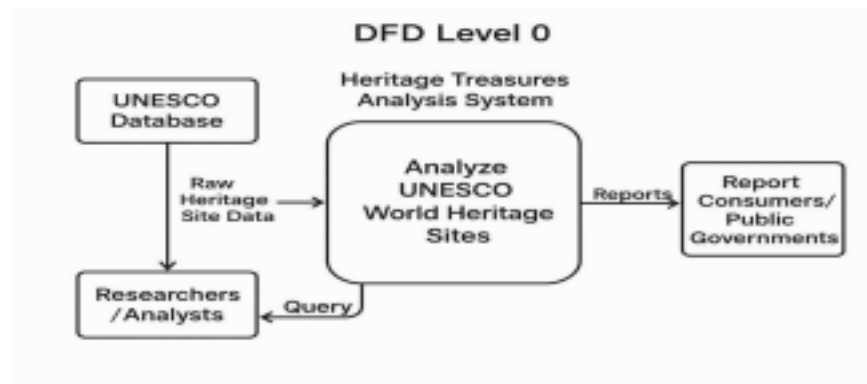 DFD Level 0
Heritage Treasures
Analysis System
UNESCO
Database
Analyze
UNESCO
World Heritage
Sites
Raw
Heritage
Site Data
Reports
Report
Consumers/
Public
Governments
Researchers
/Analysts
Query